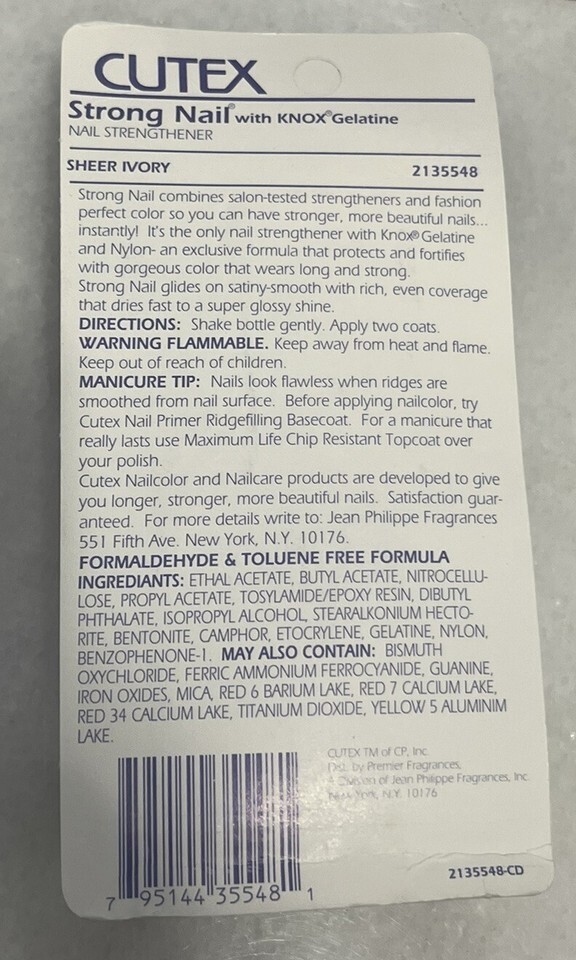 CUTEX
Strong Nail® with KNOX® Gelatine
NAIL STRENGTHENER
SHEER IVORY 2135548
Strong Nail combines salon-tested strengtheners and fashion
perfect color so you can have stronger, more beautiful nails...
instantly! It's the only nail strengthener with Knox® Gelatine
and Nylon- an exclusive formula that protects and fortifies
with gorgeous color that wears long and strong.
Strong Nail glides on satiny-smooth with rich, even coverage
that dries fast to a super glossy shine.
DIRECTIONS: Shake bottle gently. Apply two coats.
WARNING FLAMMABLE. Keep away from heat and flame.
Keep out of reach of children.
MANICURE TIP: Nails look flawless when ridges are
smoothed from nail surface. Before applying nailcolor, try
Cutex Nail Primer Ridgefilling Basecoat. For a manicure that
really lasts use Maximum Life Chip Resistant Topcoat over
your polish.
Cutex Nailcolor and Nailcare products are developed to give
you longer, stronger, more beautiful nails. Satisfaction guar-
anteed. For more details write to: Jean Philippe Fragrances
551 Fifth Ave. New York, N.Y. 10176.
FORMALDEHYDE & TOLUENE FREE FORMULA
INGREDIANTS: ETHAL ACETATE, BUTYL ACETATE, NITROCELLU-
LOSE, PROPYL ACETATE, TOSYLAMIDE/EPOXY RESIN, DIBUTYL
PHTHALATE, ISOPROPYL ALCOHOL, STEARALKONIUM HECTO-
RITE, BENTONITE, CAMPHOR, ETOCRYLENE, GELATINE, NYLON,
BENZOPHENONE-1. MAY ALSO CONTAIN: BISMUTH
OXYCHLORIDE, FERRIC AMMONIUM FERROCYANIDE, GUANINE,
IRON OXIDES, MICA, RED 6 BARIUM LAKE, RED 7 CALCIUM LAKE,
RED 34 CALCIUM LAKE, TITANIUM DIOXIDE, YELLOW 5 ALUMINIM
LAKE.
CUTEX TM of CP, Inc.
Dist. by Premier Fragrances,
A Division of Jean Philippe Fragrances, Inc.
New York, N.Y. 10176
2135548-CD
7 95144 35548 1